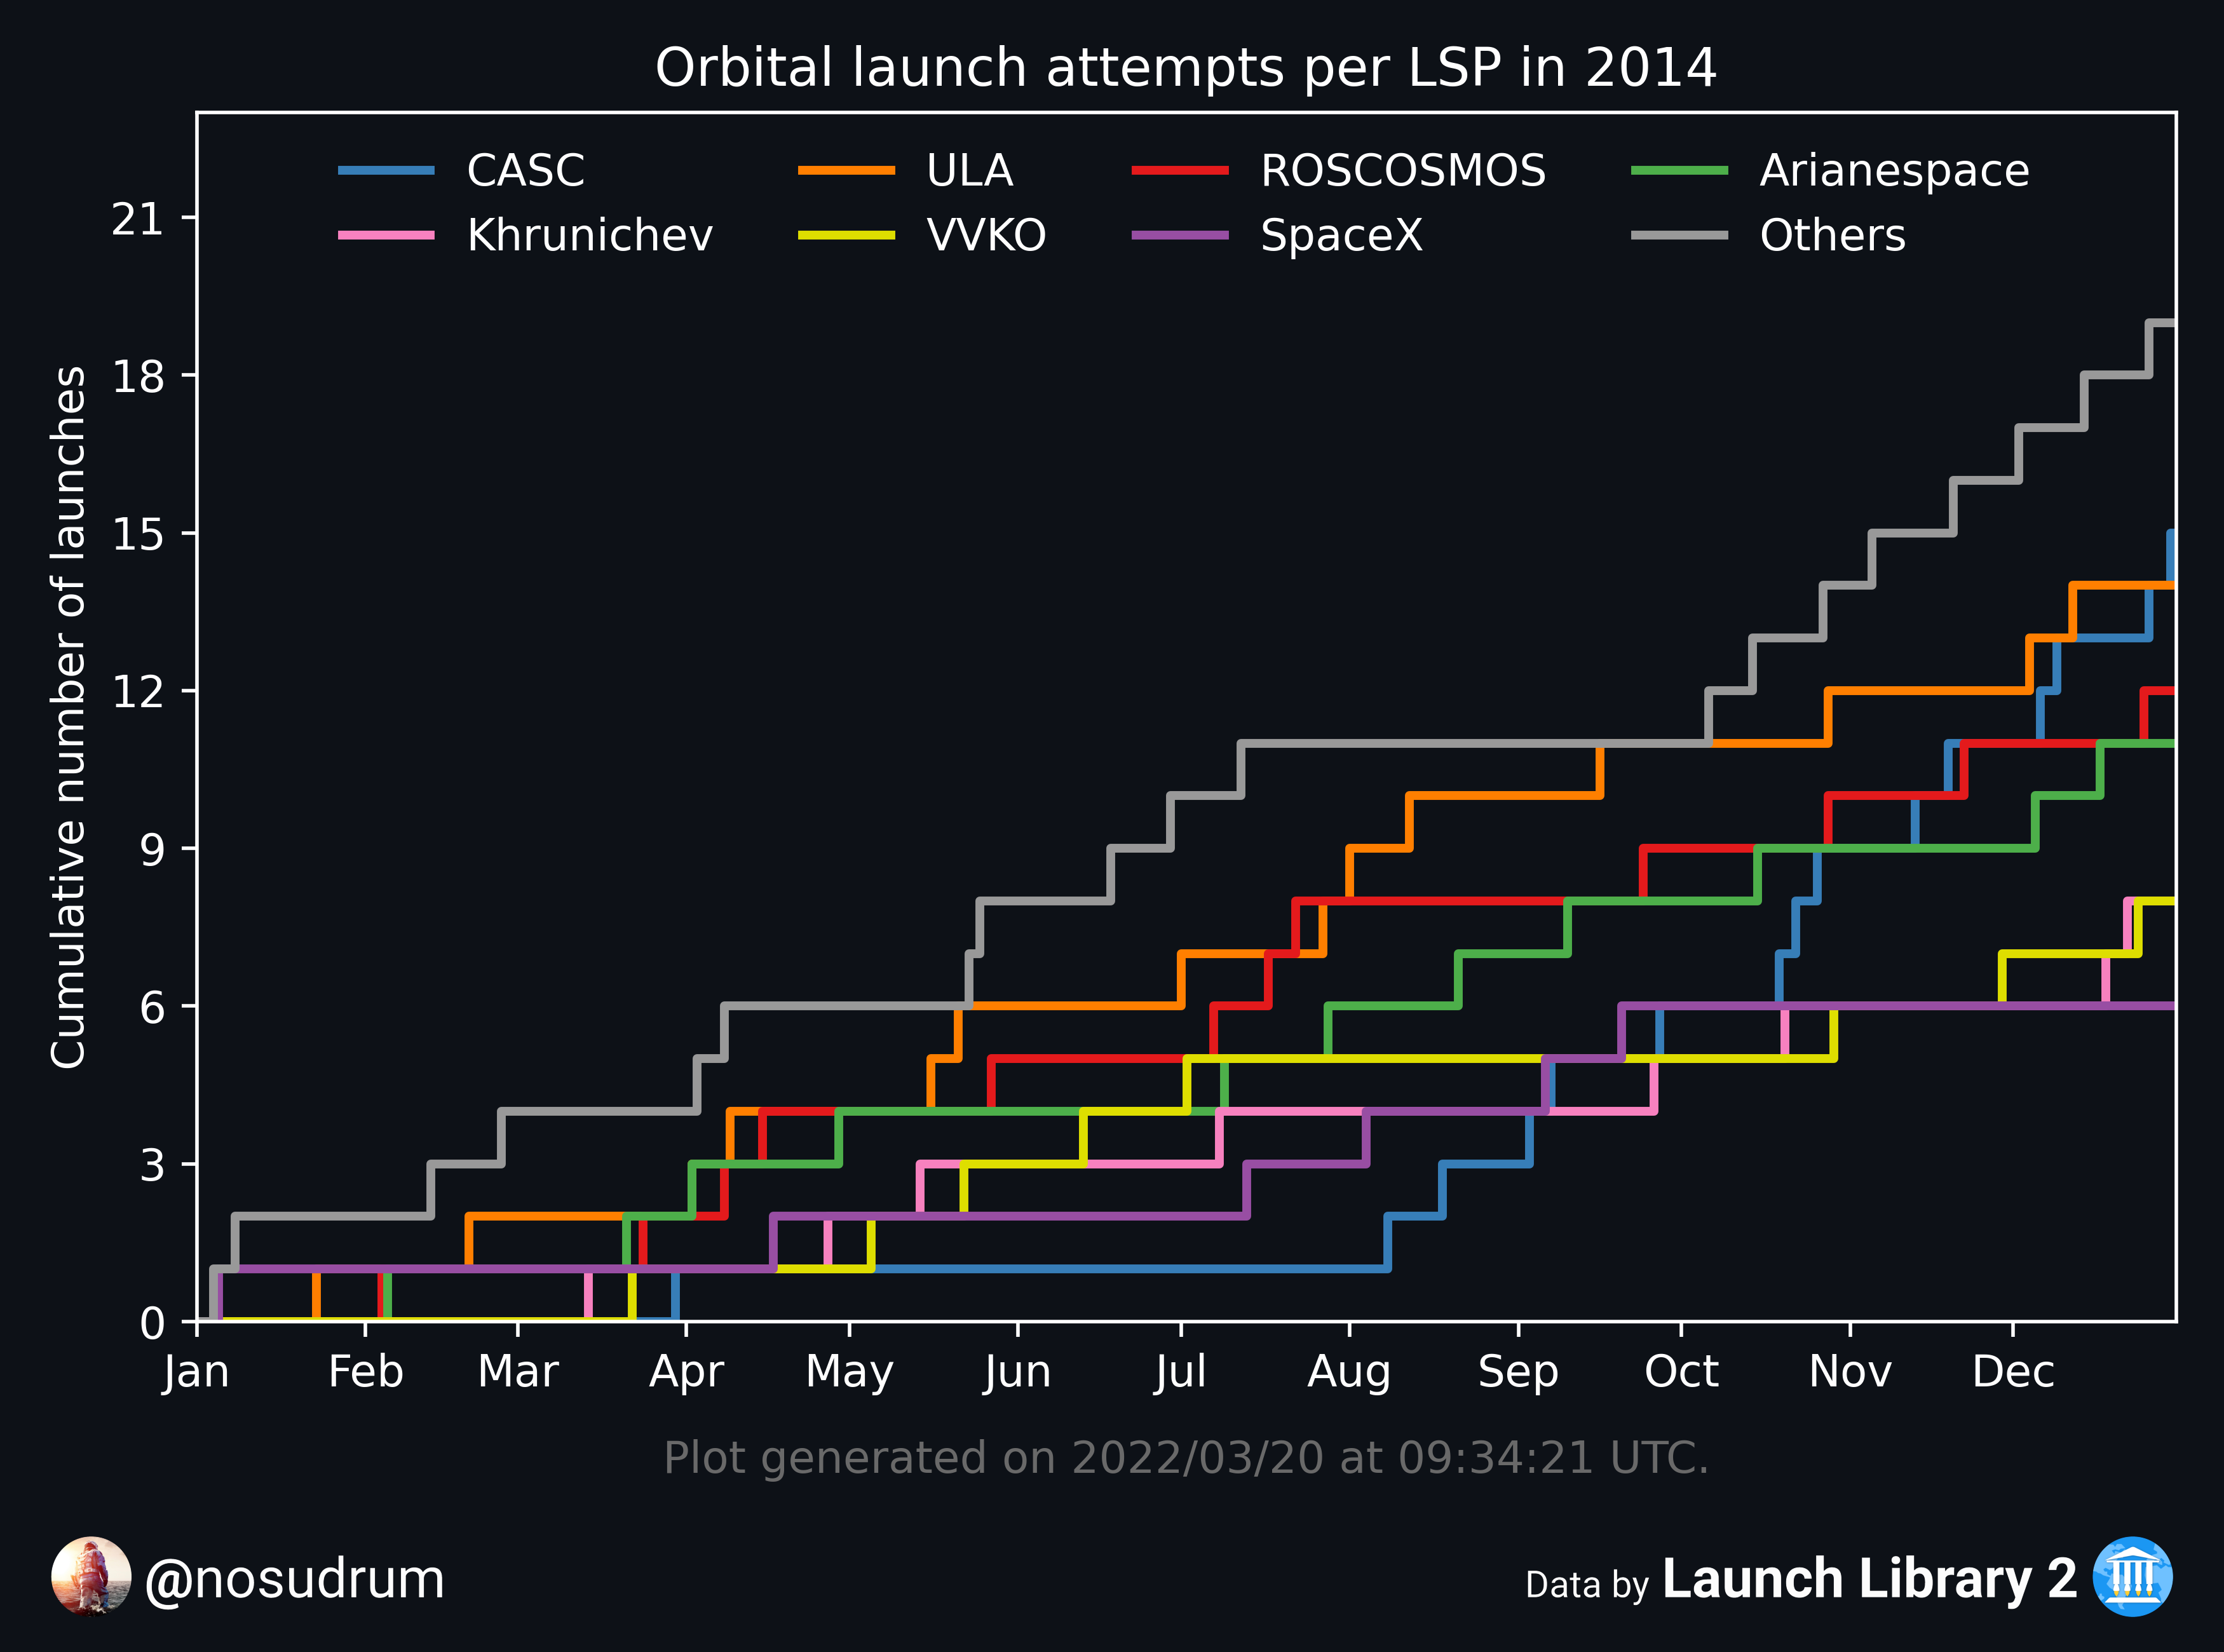 Orbital launch attempts per LSP in 2014
CASC ULA ROSCOSMOS Arianespace
Khrunichev VVKO SpaceX Others
Cumulative number of launches
21
18
15
12
9
6
3
0
Jan Feb Mar Apr May Jun Jul Aug Sep Oct Nov Dec
Plot generated on 2022/03/20 at 09:34:21 UTC.
@nosudrum
Data by Launch Library 2